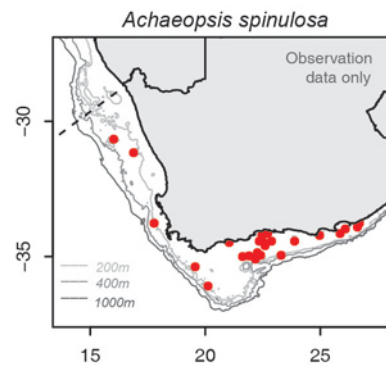 Achaeopsis spinulosa
Observation
data only
−30
−35
200m
400m
1000m
15
20
25